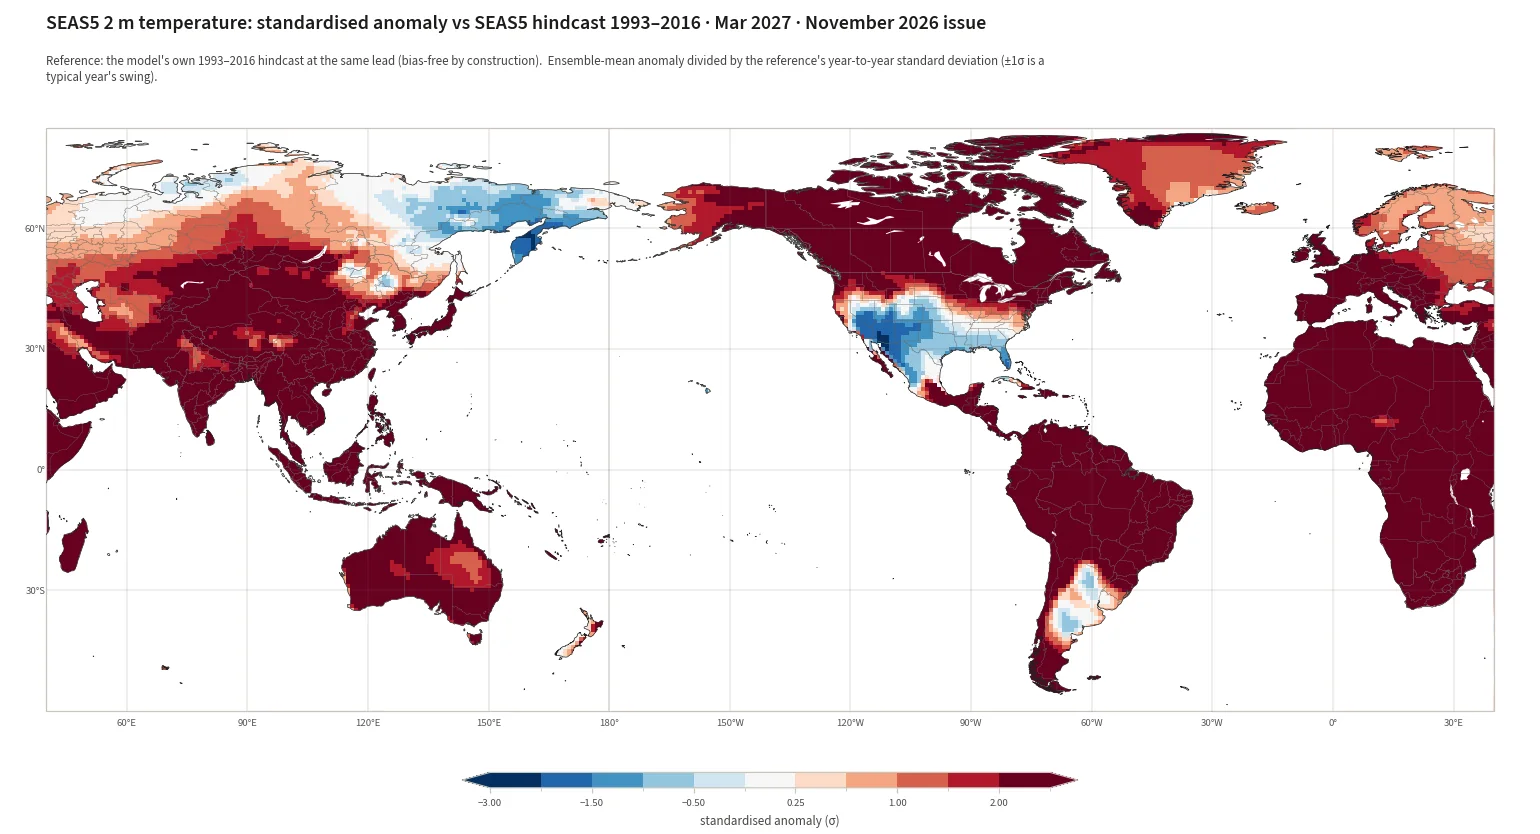 SEAS5 2 m temperature: standardised anomaly vs SEAS5 hindcast 1993–2016 · Mar 2027 · November 2026 issue
Reference: the model's own 1993–2016 hindcast at the same lead (bias-free by construction). Ensemble-mean anomaly divided by the reference's year-to-year standard deviation (±1σ is a
typical year's swing).
60°N
30°N
0°
30°S
60°E 90°E 120°E 150°E 180° 150°W 120°W 90°W 60°W 30°W 0° 30°E
−3.00 −1.50 −0.50 0.25 1.00 2.00
standardised anomaly (σ)